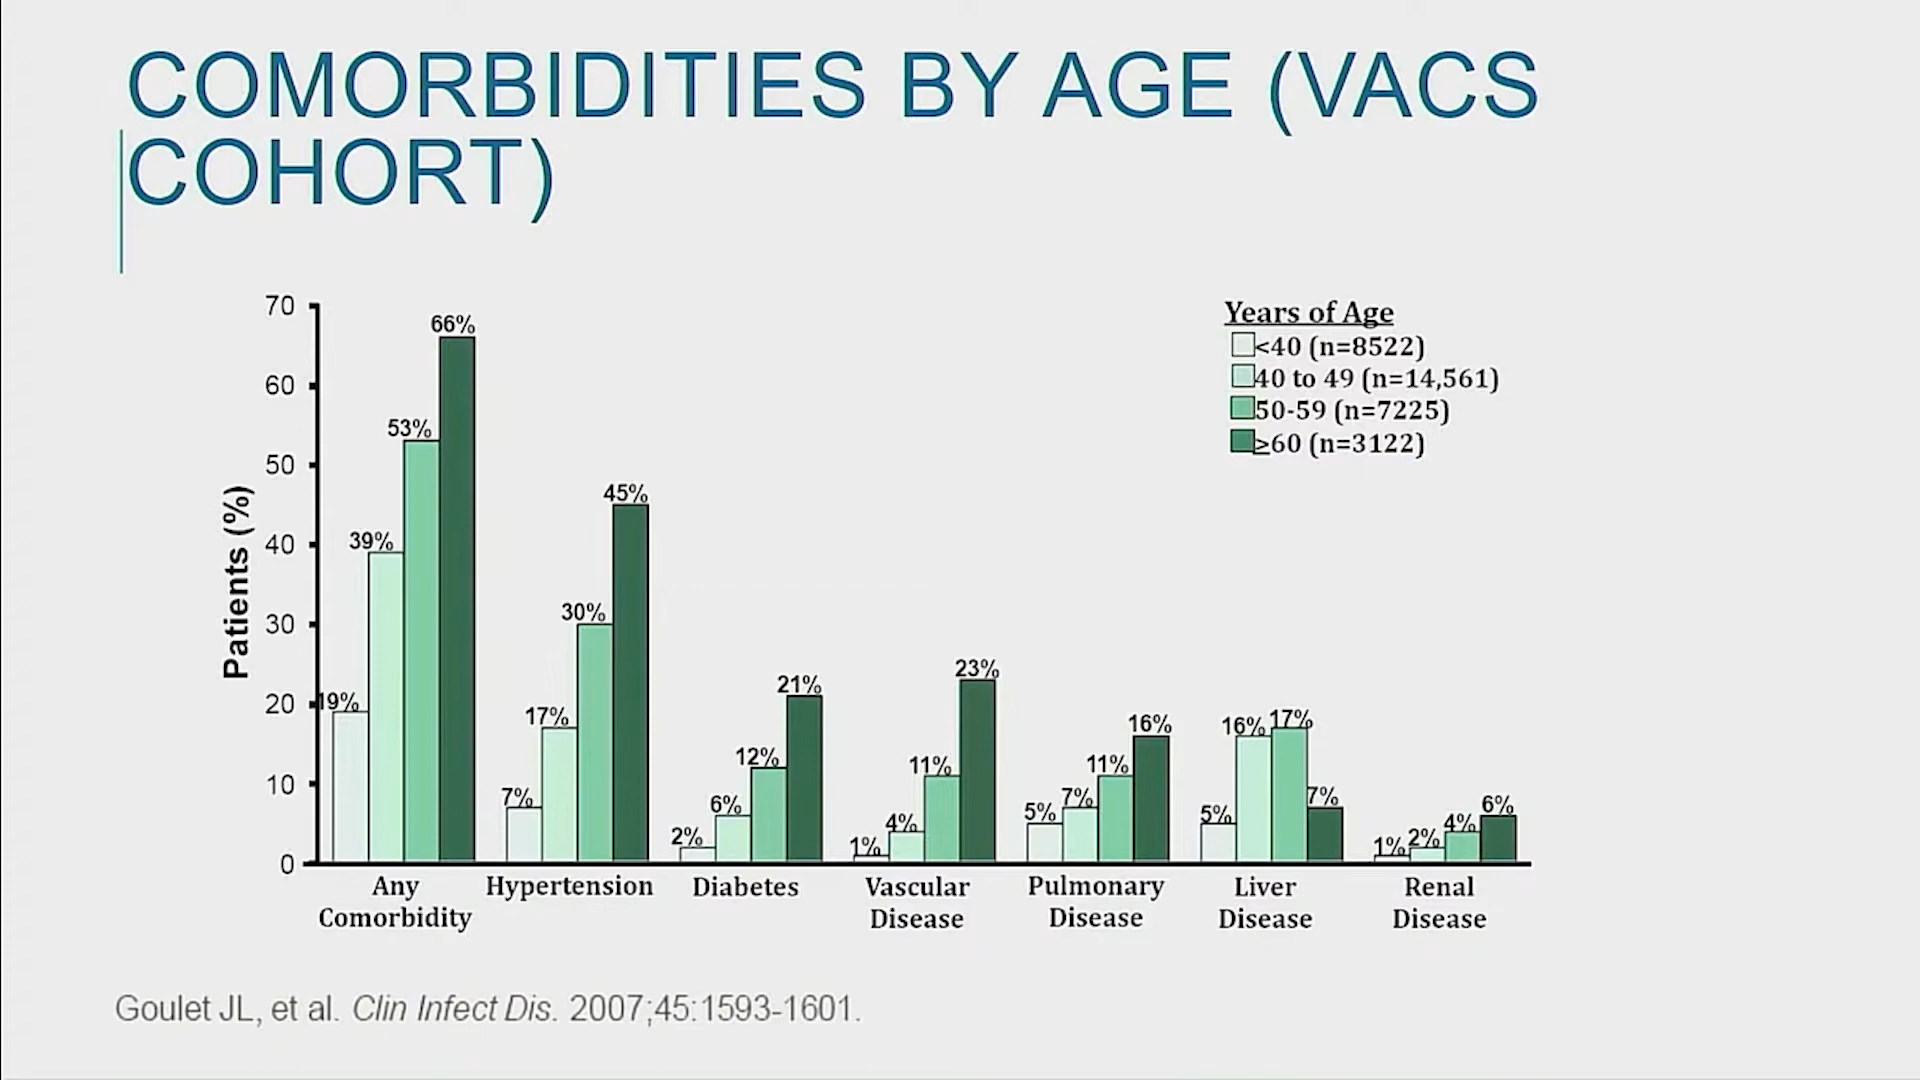 COMORBIDITIES BY AGE (VACS
COHORT)
70
60
50
40
30
20
10
0
Patients (%)
Years of Age
<40 (n=8522)
40 to 49 (n=14,561)
50-59 (n=7225)
≥60 (n=3122)
19%
39%
53%
66%
7%
17%
30%
45%
2%
6%
12%
21%
1%
4%
11%
23%
5%
7%
11%
16%
5%
16%
17%
7%
1%
2%
4%
6%
Any
Comorbidity
Hypertension
Diabetes
Vascular
Disease
Pulmonary
Disease
Liver
Disease
Renal
Disease
Goulet JL, et al. Clin Infect Dis. 2007;45:1593-1601.